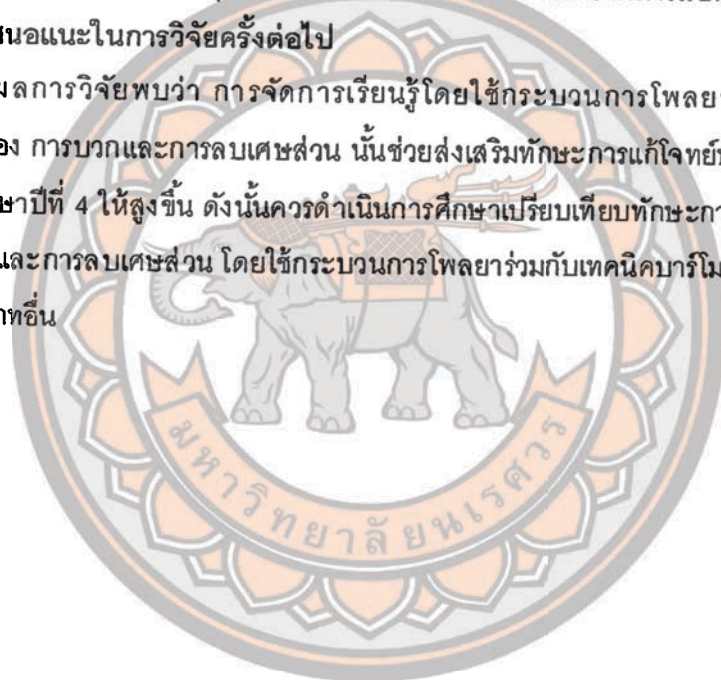 สนอแนะในการวิจัยครั้งต่อไป
ผลการวิจัยพบว่า การจัดการเรียนรู้โดยใช้กระบวนการโพลยา
อง การบวกและการลบเศษส่วน นั้นช่วยส่งเสริมทักษะการแก้โจทย์
ษาปีที่ 4 ให้สูงขึ้น ดังนั้นควรดำเนินการศึกษาเปรียบเทียบทักษะกา
และการลบเศษส่วน โดยใช้กระบวนการโพลยาร่วมกับเทคนิคบาร์โม
ทอื่น
มหาวิทยาลัยนเรศวร